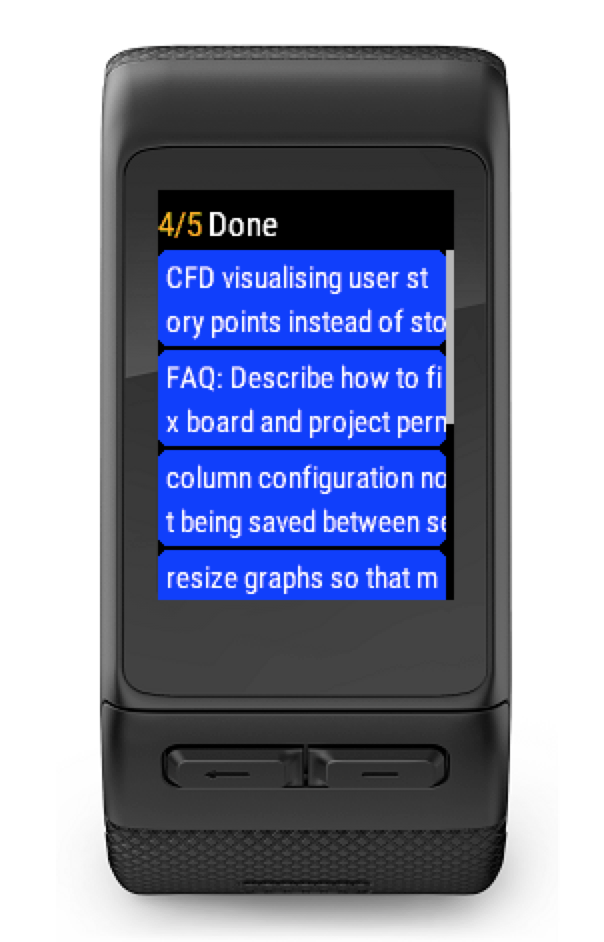 4/5 Done
CFD visualising user st
ory points instead of sto
FAQ: Describe how to fi
x board and project perm
column configuration no
t being saved between se
resize graphs so that m